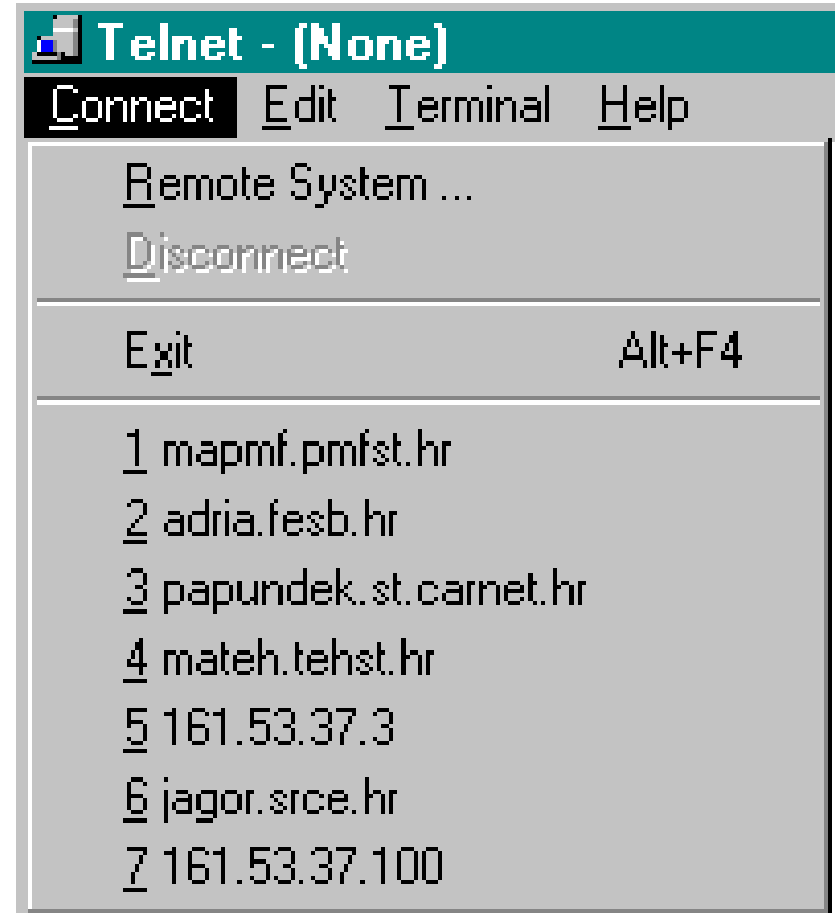 Telnet - (None)
Connect Edit Terminal Help
Remote System ...
Disconnect
Exit Alt+F4
1 mapmf.pmfst.hr
2 adria.fesb.hr
3 papundek.st.carnet.hr
4 mateh.tehst.hr
5 161.53.37.3
6 jagor.srce.hr
7 161.53.37.100